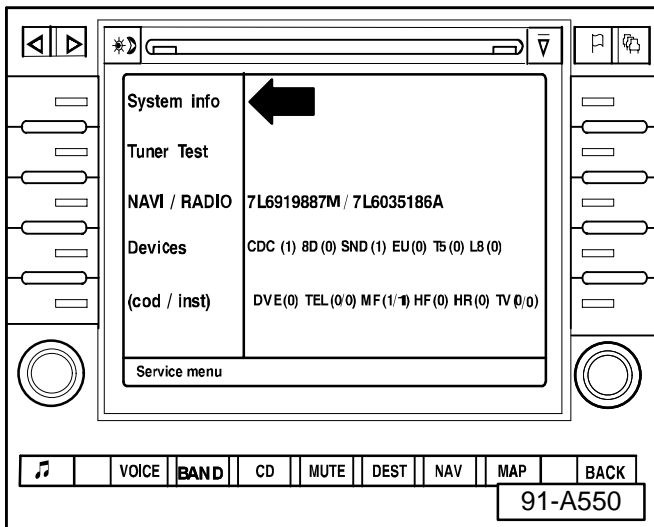 System info
Tuner Test
NAVI / RADIO 7L6919887M / 7L6035186A
Devices CDC (1) 8D (0) SND (1) EU (0) T5 (0) L8 (0)
(cod / inst) DVE(0) TEL (0/0) MF (1/1) HF (0) HR (0) TV (0/0)
Service menu
VOICE BAND CD MUTE DEST NAV MAP BACK
91-A550